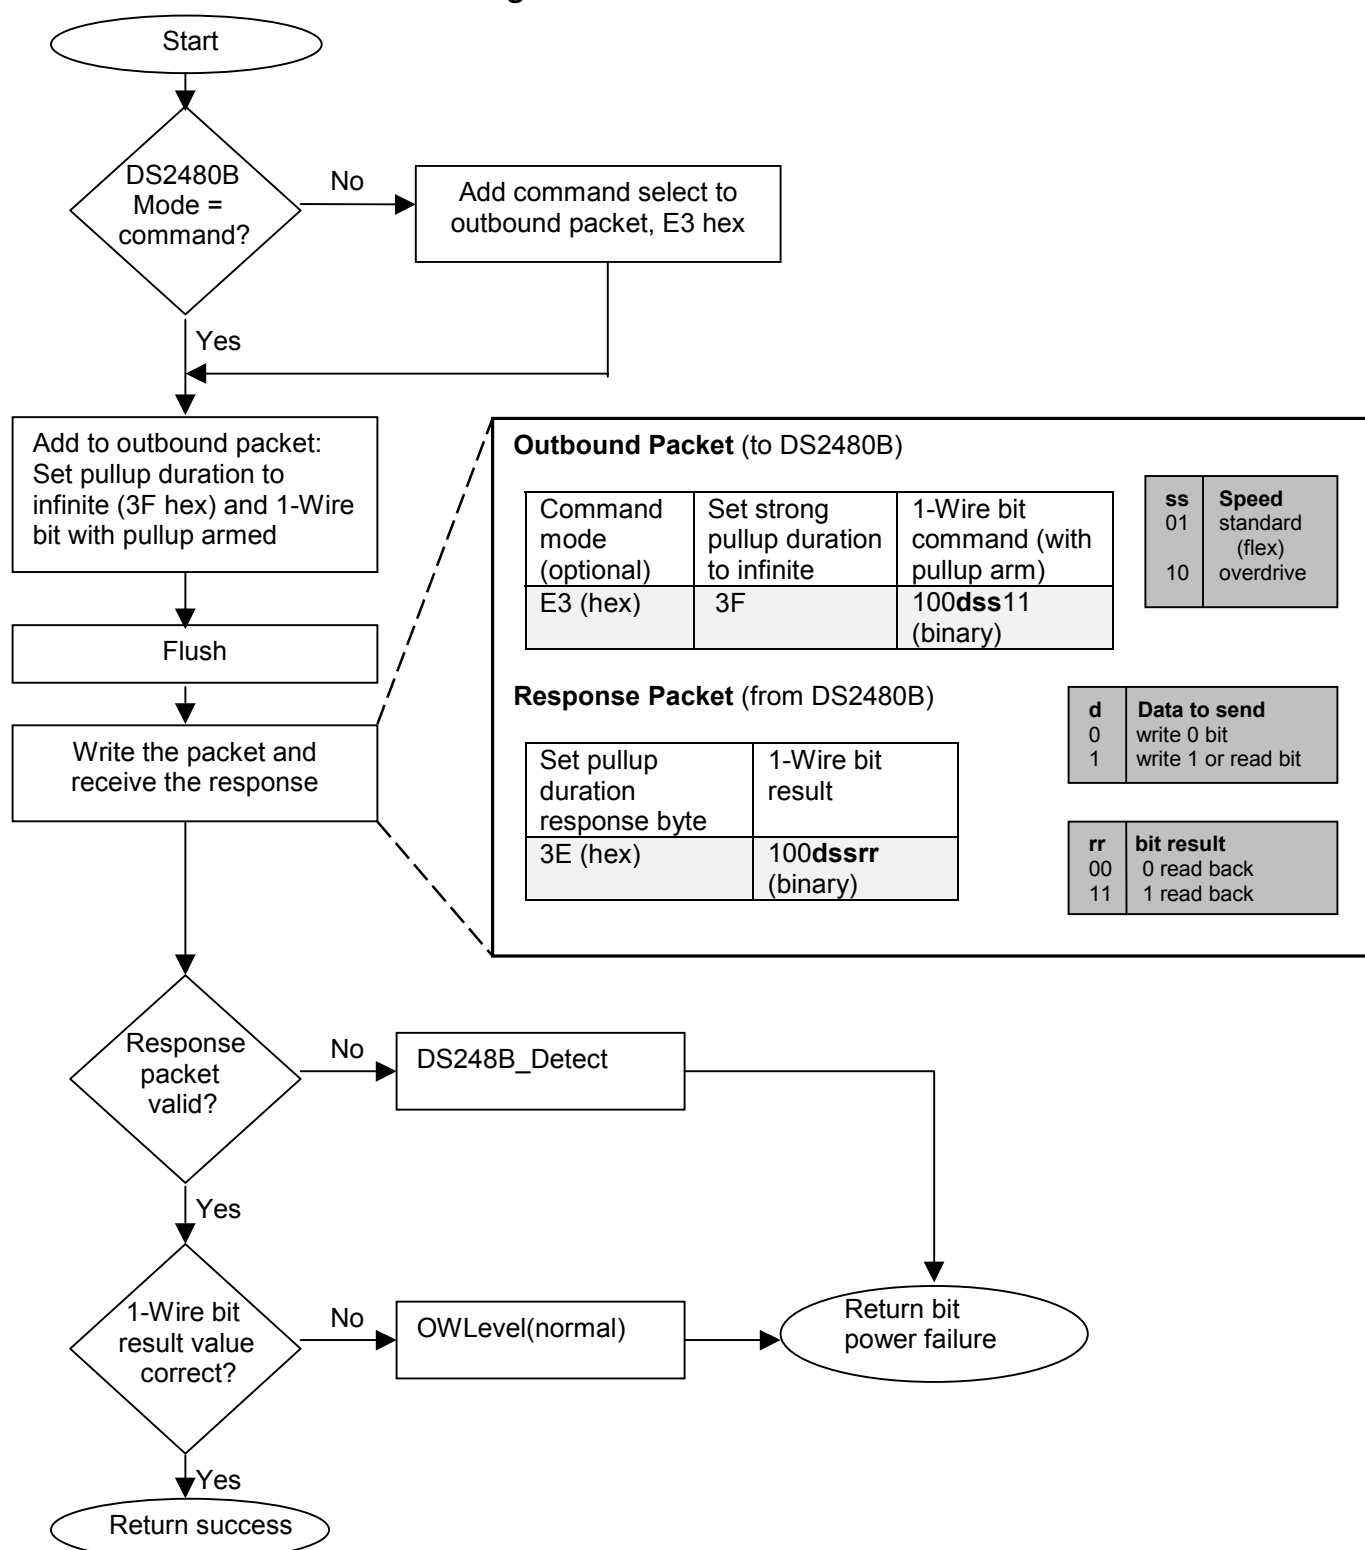 Start
DS2480B
Mode =
command?
No
Add command select to
outbound packet, E3 hex
Yes
Add to outbound packet:
Set pullup duration to
infinite (3F hex) and 1-Wire
bit with pullup armed
Flush
Write the packet and
receive the response
Outbound Packet (to DS2480B)
Command
mode
(optional)
Set strong
pullup duration
to infinite
1-Wire bit
command (with
pullup arm)
E3 (hex)
3F
100dss11
(binary)
ss Speed
01 standard
(flex)
10 overdrive
Response Packet (from DS2480B)
Set pullup
duration
response byte
1-Wire bit
result
3E (hex)
100dssrr
(binary)
d Data to send
0 write 0 bit
1 write 1 or read bit
rr bit result
00 0 read back
11 1 read back
Response
packet
valid?
No
DS248B_Detect
Yes
1-Wire bit
result value
correct?
No
OWLevel(normal)
Return bit
power failure
Yes
Return success